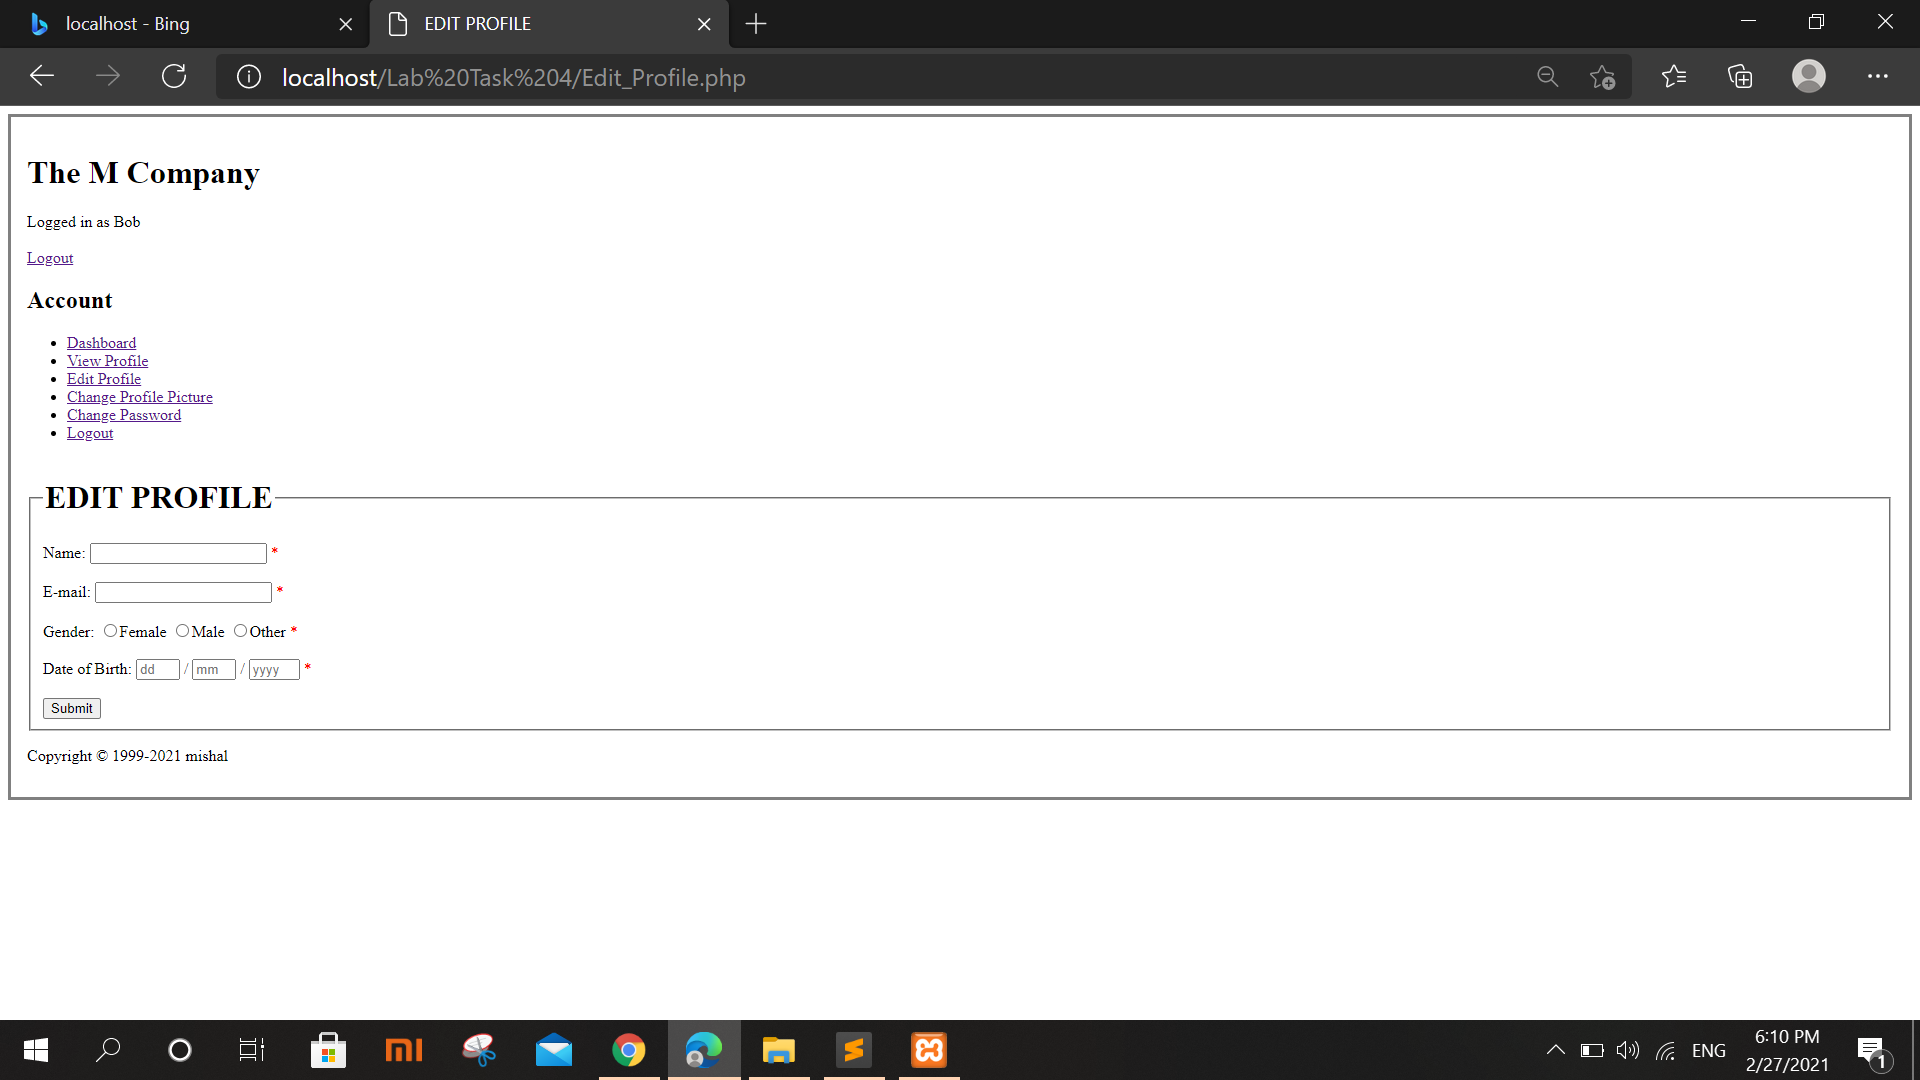 localhost - Bing
EDIT PROFILE
localhost/Lab%20Task%204/Edit_Profile.php
The M Company
Logged in as Bob
Logout
Account
Dashboard
View Profile
Edit Profile
Change Profile Picture
Change Password
Logout
EDIT PROFILE
Name: *
E-mail: *
Gender: Female Male Other *
Date of Birth: dd / mm / yyyy *
Submit
Copyright © 1999-2021 mishal
mi
ENG
6:10 PM
2/27/2021
1